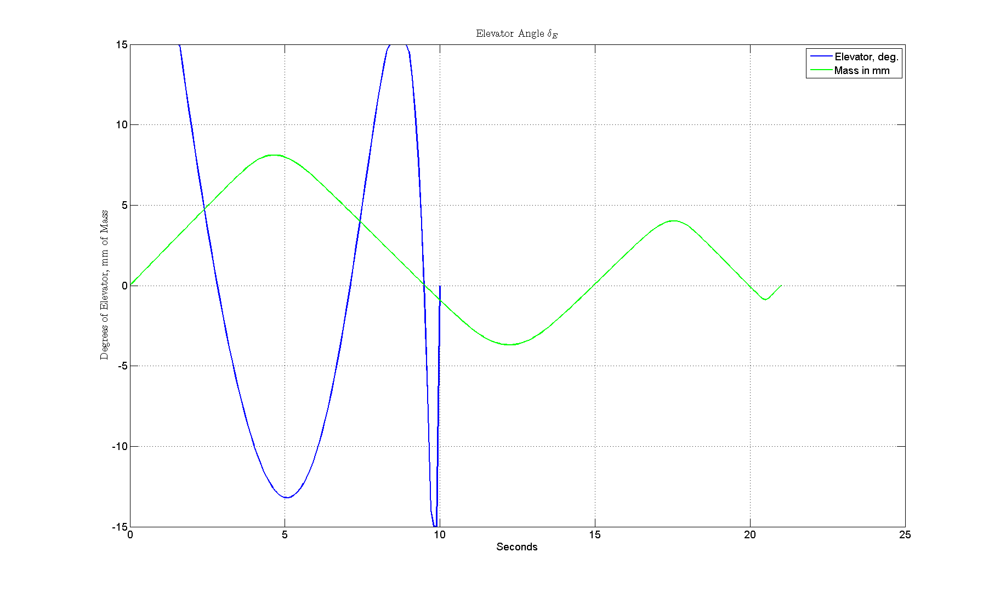 Elevator Angle δE
15
10
5
0
-5
-10
-15
Degrees of Elevator, mm of Mass
Elevator, deg.
Mass in mm
0 5 10 15 20 25
Seconds